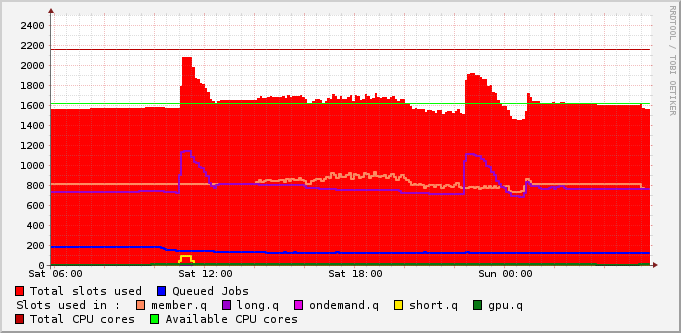 RRDTOOL / TOBI OETIKER
2400
2200
2000
1800
1600
1400
1200
1000
800
600
400
200
0
Sat 06:00 Sat 12:00 Sat 18:00 Sun 00:00
Total slots used Queued Jobs
Slots used in : member.q long.q ondemand.q short.q gpu.q
Total CPU cores Available CPU cores